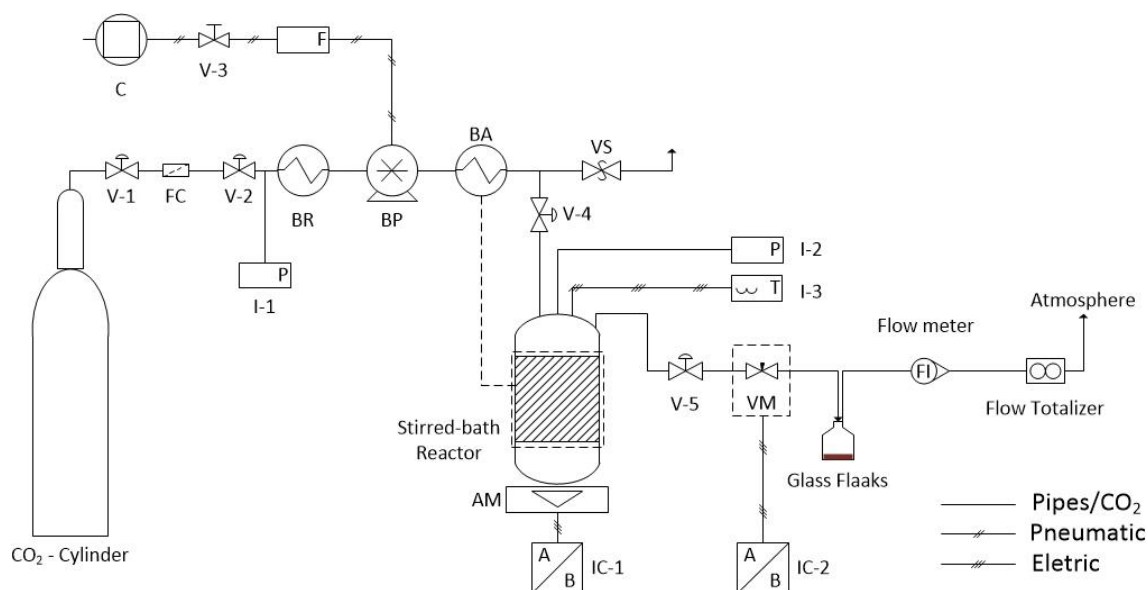 C
V-3
F
BA
VS
V-1
FC
V-2
BR
BP
V-4
P
I-1
P
I-2
T
I-3
Atmosphere
Flow meter
FI
Flow Totalizer
V-5
VM
Stirred-bath
Reactor
Glass Flaaks
AM
CO₂ - Cylinder
A
B
IC-1
A
B
IC-2
Pipes/CO₂
Pneumatic
Eletric